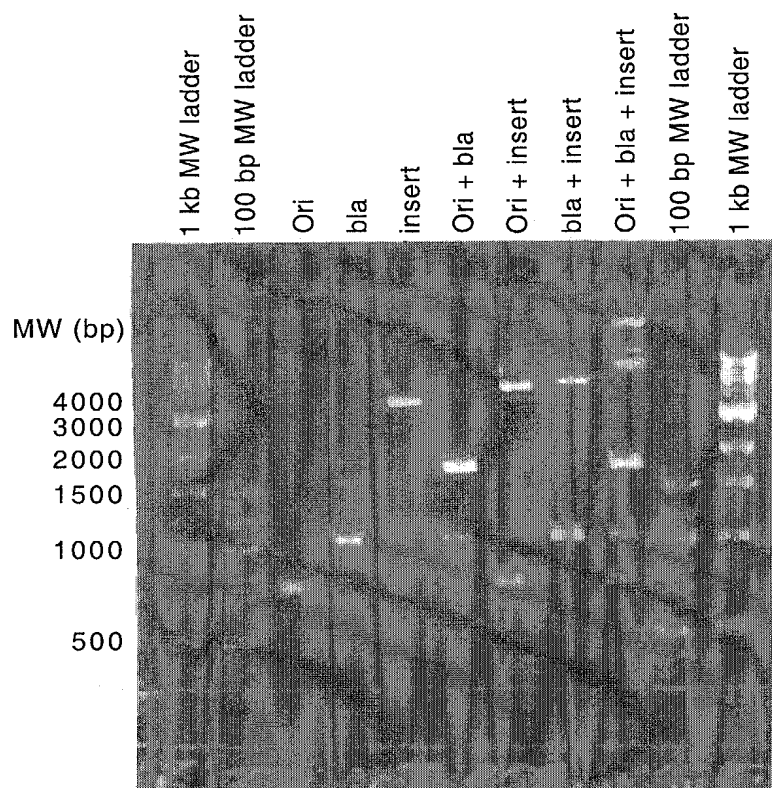 1 kb MW ladder
100 bp MW ladder
Ori
bla
insert
Ori + bla
Ori + insert
bla + insert
Ori + bla + insert
100 bp MW ladder
1 kb MW ladder
MW (bp)
4000
3000
2000
1500
1000
500